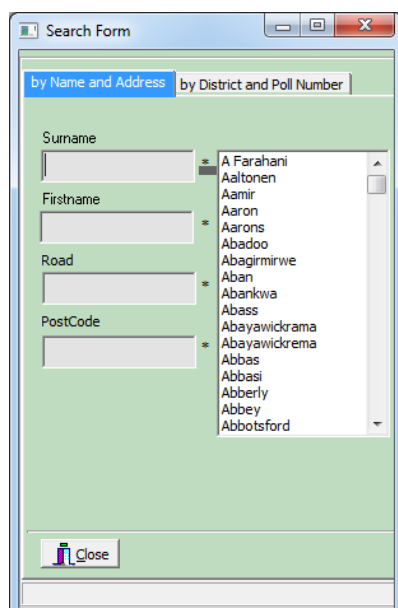 Search Form
by Name and Address
by District and Poll Number
Surname
*
Firstname
*
Road
*
PostCode
*
A Farahani
Aaltonen
Aamir
Aaron
Aarons
Abadoo
Abagirmirwe
Aban
Abankwa
Abass
Abayawickrama
Abayawickrema
Abbas
Abbasi
Abberly
Abbey
Abbotsford
Close